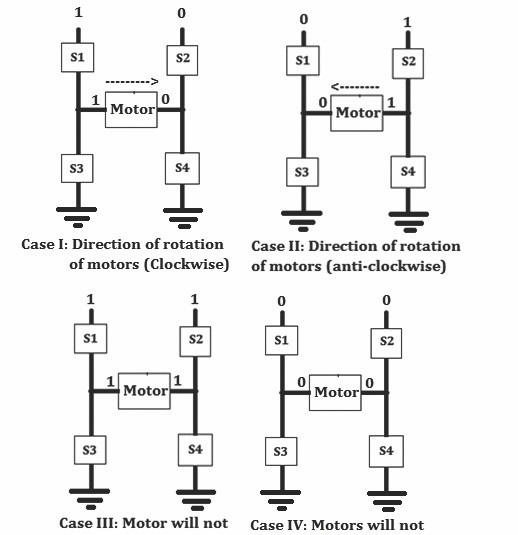 1 0
S1 S2
1 Motor 0
S3 S4
Case I: Direction of rotation
of motors (Clockwise)
0 1
S1 S2
0 Motor 1
S3 S4
Case II: Direction of rotation
of motors (anti-clockwise)
1 1
S1 S2
1 Motor 1
S3 S4
Case III: Motor will not
0 0
S1 S2
0 Motor 0
S3 S4
Case IV: Motors will not